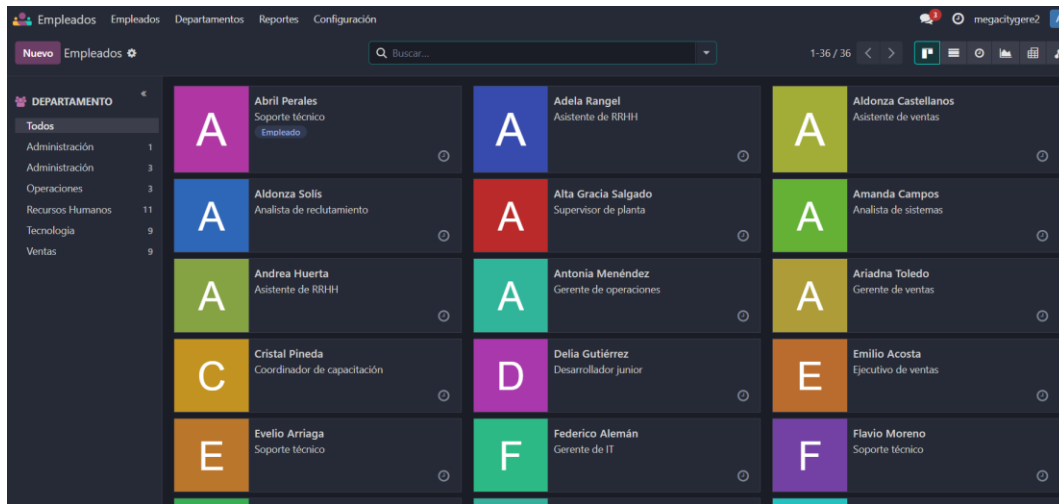 Empleados Empleados Departamentos Reportes Configuración 3 megacitygere2 A
Nuevo Empleados Buscar... 1-36 / 36
DEPARTAMENTO
Todos
Administración 1
Administración 3
Operaciones 3
Recursos Humanos 11
Tecnologia 9
Ventas 9
A Abril Perales
Soporte técnico
Empleado
A Adela Rangel
Asistente de RRHH
A Aldonza Castellanos
Asistente de ventas
A Aldonza Solís
Analista de reclutamiento
A Alta Gracia Salgado
Supervisor de planta
A Amanda Campos
Analista de sistemas
A Andrea Huerta
Asistente de RRHH
A Antonia Menéndez
Gerente de operaciones
A Ariadna Toledo
Gerente de ventas
C Cristal Pineda
Coordinador de capacitación
D Delia Gutiérrez
Desarrollador junior
E Emilio Acosta
Ejecutivo de ventas
E Evelio Arriaga
Soporte técnico
F Federico Alemán
Gerente de IT
F Flavio Moreno
Soporte técnico